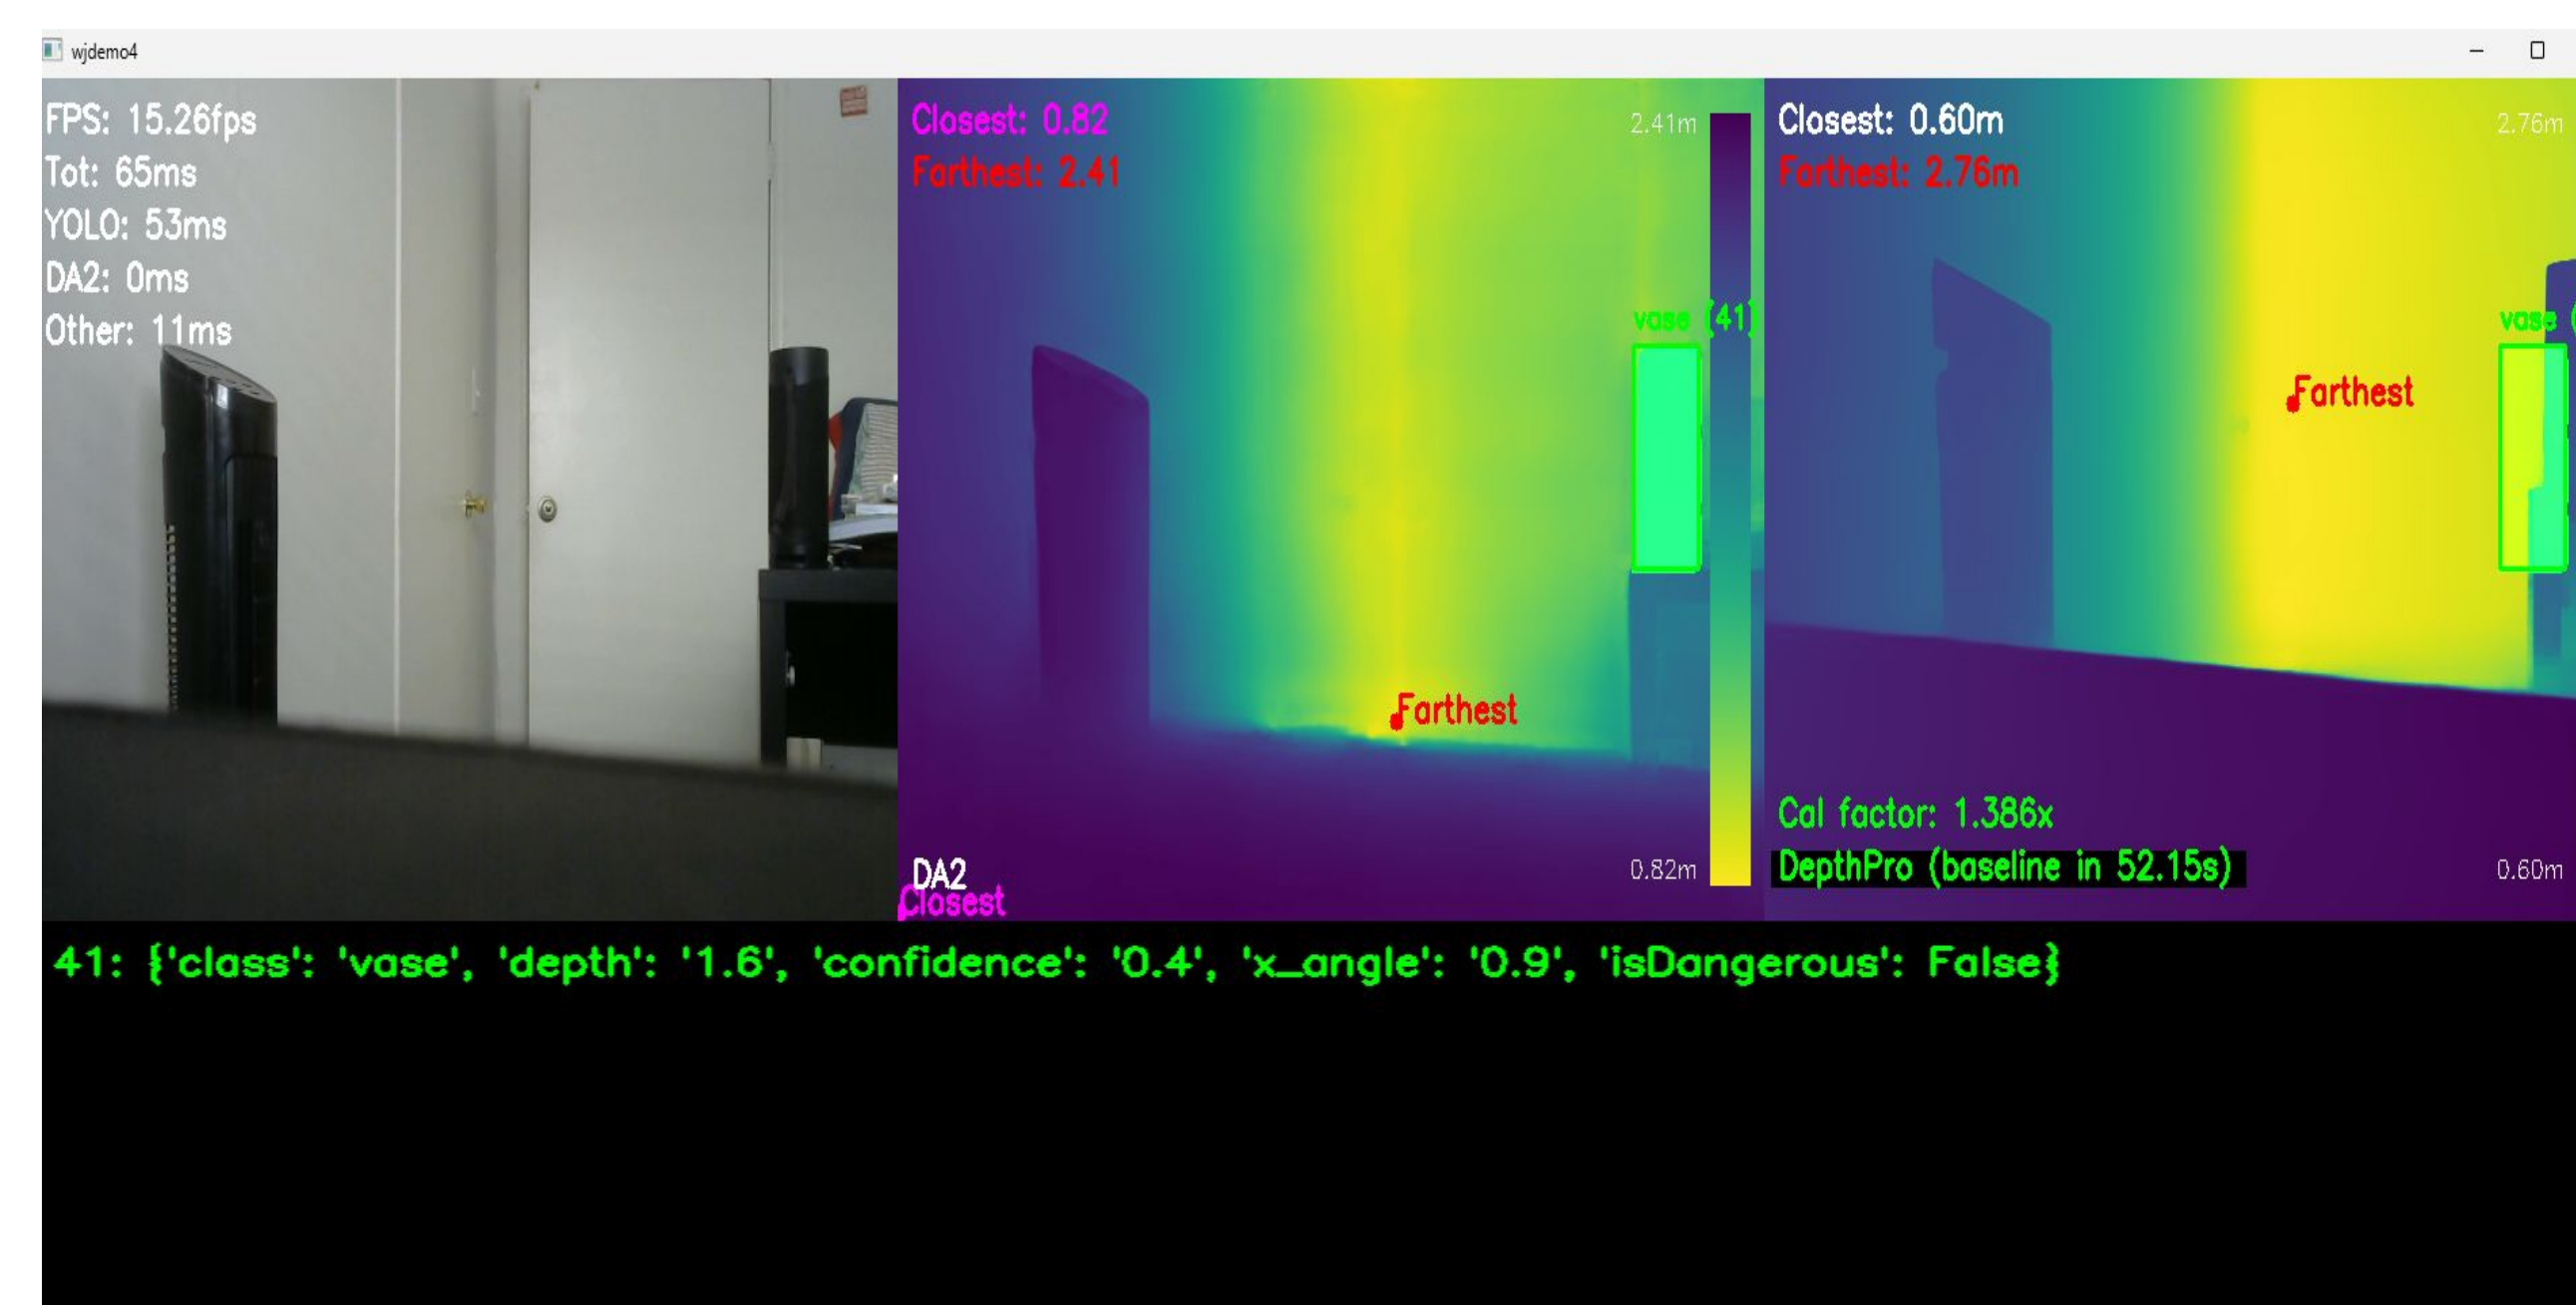 wjdemo4
FPS: 15.26fps
Tot: 65ms
YOLO: 53ms
DA2: 0ms
Other: 11ms
Closest: 0.82
Farthest: 2.41
2.41m
vase (41)
Farthest
0.82m
DA2
Closest
Closest: 0.60m
Farthest: 2.76m
2.76m
vase (
Farthest
Cal factor: 1.386x
DepthPro (baseline in 52.15s)
0.60m
41: {'class': 'vase', 'depth': '1.6', 'confidence': '0.4', 'x_angle': '0.9', 'isDangerous': False}